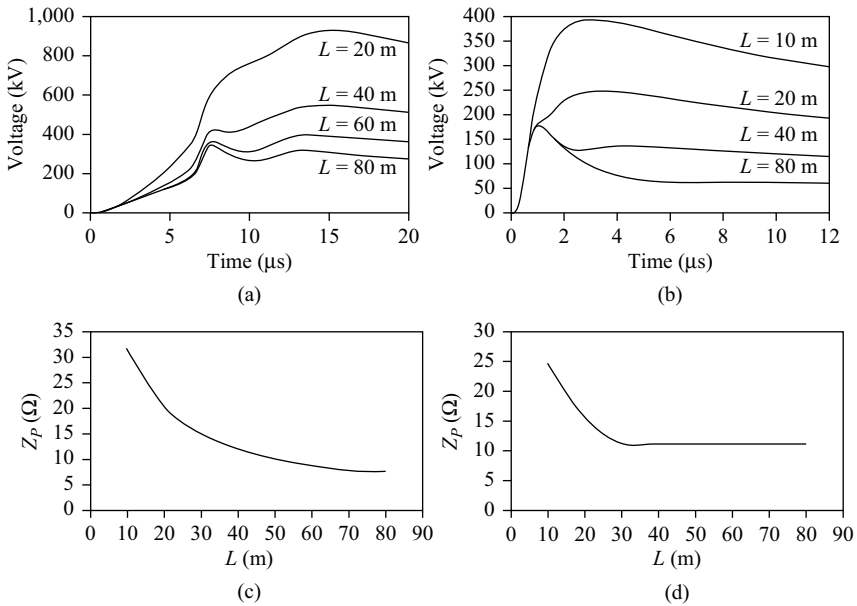 1,000
800
600
400
200
0
Voltage (kV)
L = 20 m
L = 40 m
L = 60 m
L = 80 m
0 5 10 15 20
Time (μs)
(a)
400
350
300
250
200
150
100
50
0
Voltage (kV)
L = 10 m
L = 20 m
L = 40 m
L = 80 m
0 2 4 6 8 10 12
Time (μs)
(b)
35
30
25
20
15
10
5
0
Z_P (Ω)
0 10 20 30 40 50 60 70 80 90
L (m)
(c)
30
25
20
15
10
5
0
Z_P (Ω)
0 10 20 30 40 50 60 70 80 90
L (m)
(d)